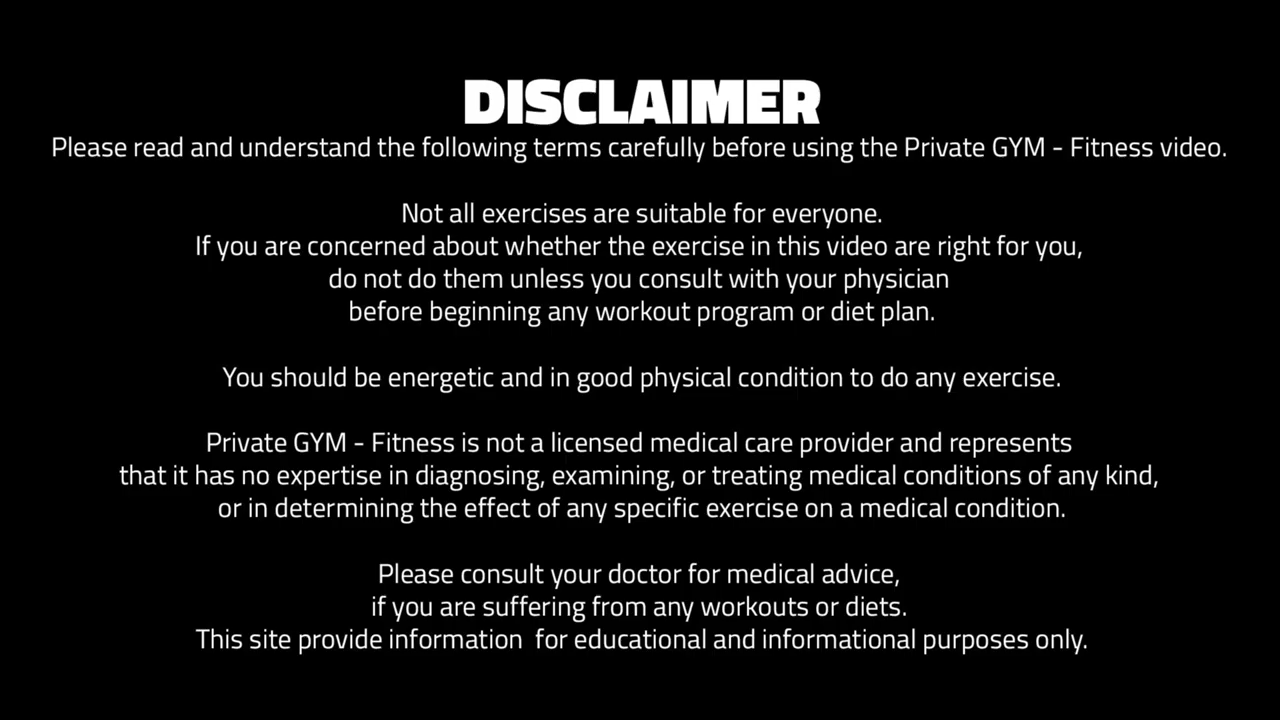 DISCLAIMER
Please read and understand the following terms carefully before using the Private GYM - Fitness video.
Not all exercises are suitable for everyone.
If you are concerned about whether the exercise in this video are right for you,
do not do them unless you consult with your physician
before beginning any workout program or diet plan.
You should be energetic and in good physical condition to do any exercise.
Private GYM - Fitness is not a licensed medical care provider and represents
that it has no expertise in diagnosing, examining, or treating medical conditions of any kind,
or in determining the effect of any specific exercise on a medical condition.
Please consult your doctor for medical advice,
if you are suffering from any workouts or diets.
This site provide information  for educational and informational purposes only.